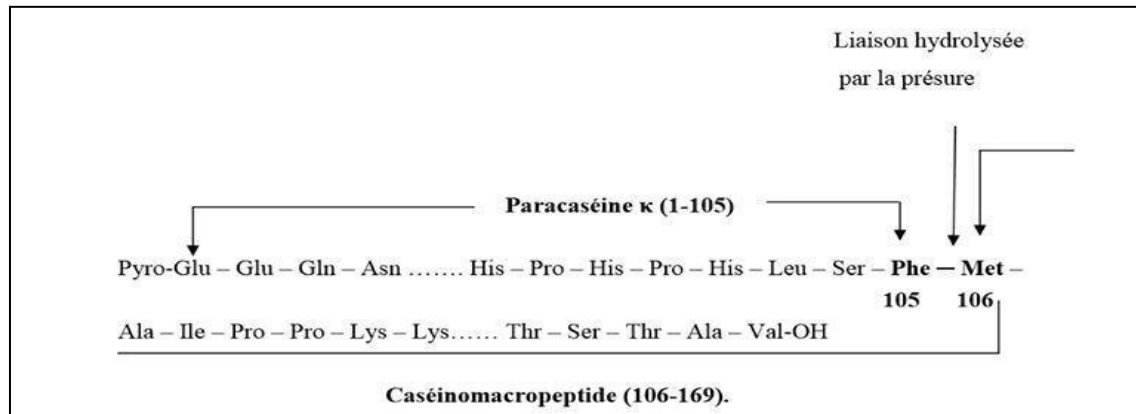 Liaison hydrolysée
par la présure
Paracaséine κ (1-105)
Pyro-Glu – Glu – Gln – Asn ……. His – Pro – His – Pro – His – Leu – Ser – Phe – Met –
105 106
Ala – Ile – Pro – Pro – Lys – Lys…… Thr – Ser – Thr – Ala – Val-OH
Caséinomacropeptide (106-169).